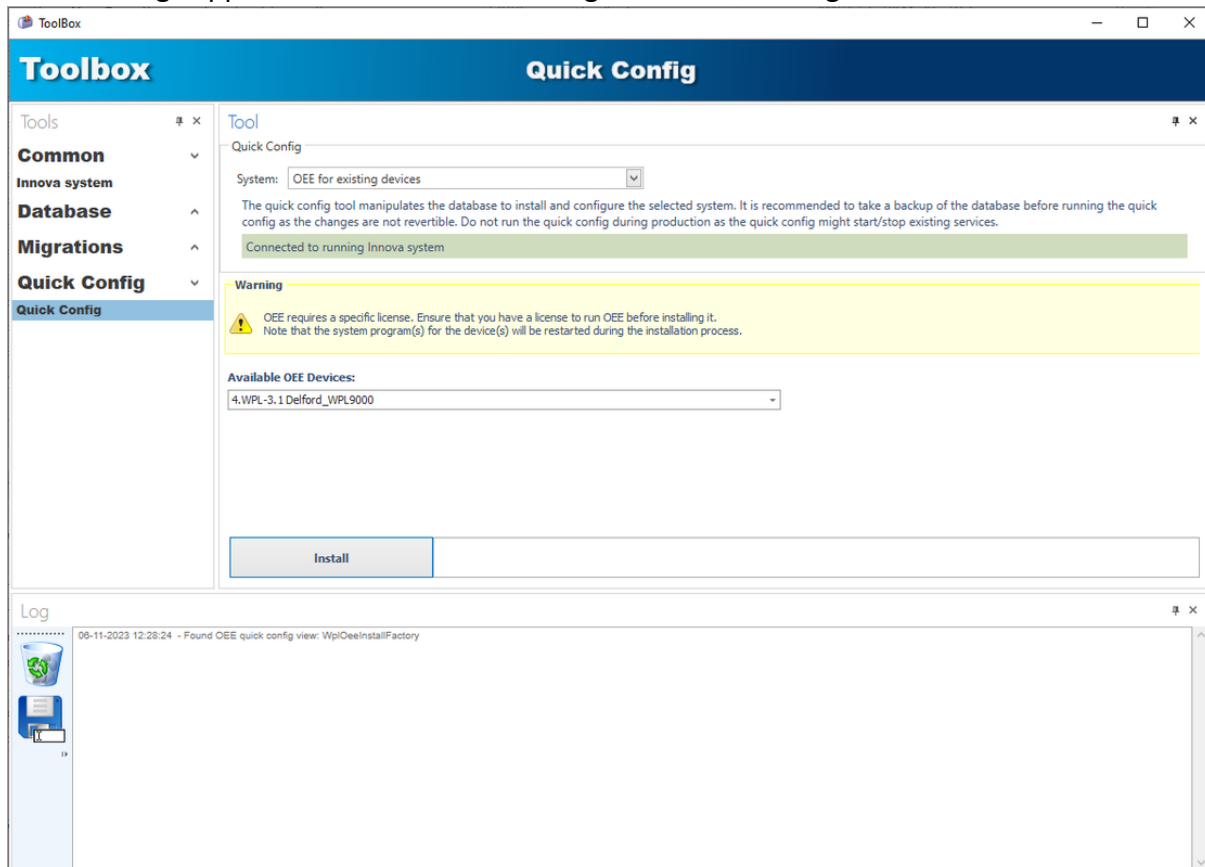 ToolBox
Toolbox
Quick Config
Tools
Common
Innova system
Database
Migrations
Quick Config
Quick Config
Tool
Quick Config
System: OEE for existing devices
The quick config tool manipulates the database to install and configure the selected system. It is recommended to take a backup of the database before running the quick
config as the changes are not revertible. Do not run the quick config during production as the quick config might start/stop existing services.
Connected to running Innova system
Warning
OEE requires a specific license. Ensure that you have a license to run OEE before installing it.
Note that the system program(s) for the device(s) will be restarted during the installation process.
Available OEE Devices:
4.WPL-3.1 Delford_WPL9000
Install
Log
06-11-2023 12:28:24 - Found OEE quick config view: WplOeeInstallFactory